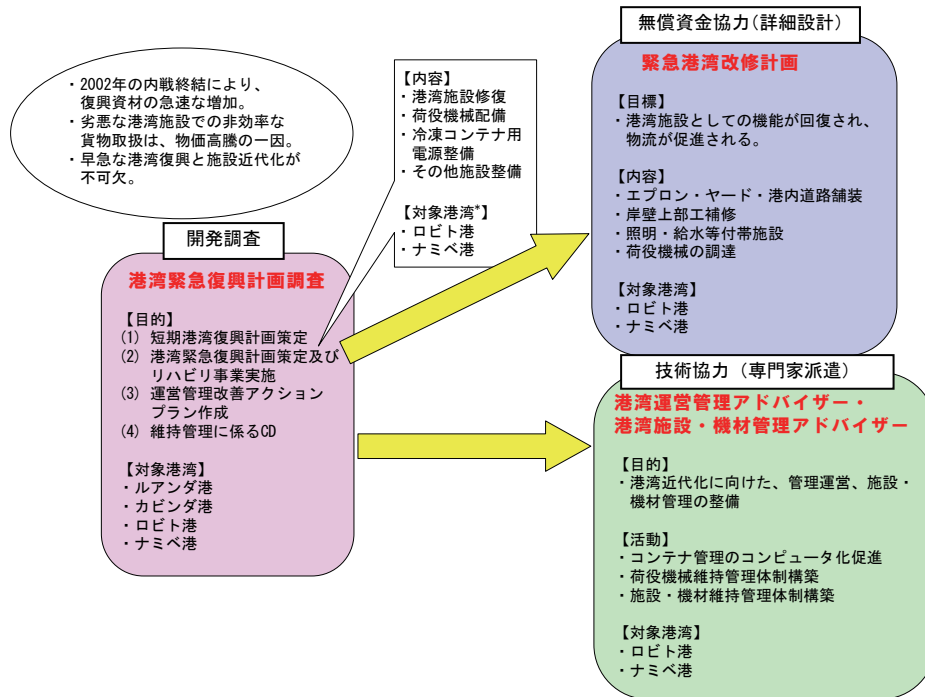 ・2002年の内戦終結により、
復興資材の急速な増加。
・劣悪な港湾施設での非効率な
貨物取扱は、物価高騰の一因。
・早急な港湾復興と施設近代化が
不可欠。
開発調査
港湾緊急復興計画調査
【目的】
(1) 短期港湾復興計画策定
(2) 港湾緊急復興計画策定及び
リハビリ事業実施
(3) 運営管理改善アクション
プラン作成
(4) 維持管理に係るCD
【対象港湾】
・ルアンダ港
・カビンダ港
・ロビト港
・ナミベ港
【内容】
・港湾施設修復
・荷役機械配備
・冷凍コンテナ用
電源整備
・その他施設整備
【対象港湾*】
・ロビト港
・ナミベ港
無償資金協力(詳細設計)
緊急港湾改修計画
【目標】
・港湾施設としての機能が回復され、
物流が促進される。
【内容】
・エプロン・ヤード・港内道路舗装
・岸壁上部工補修
・照明・給水等付帯施設
・荷役機械の調達
【対象港湾】
・ロビト港
・ナミベ港
技術協力（専門家派遣）
港湾運営管理アドバイザー・
港湾施設・機材管理アドバイザー
【目的】
・港湾近代化に向けた、管理運営、施設・
機材管理の整備
【活動】
・コンテナ管理のコンピュータ化促進
・荷役機械維持管理体制構築
・施設・機材維持管理体制構築
【対象港湾】
・ロビト港
・ナミベ港